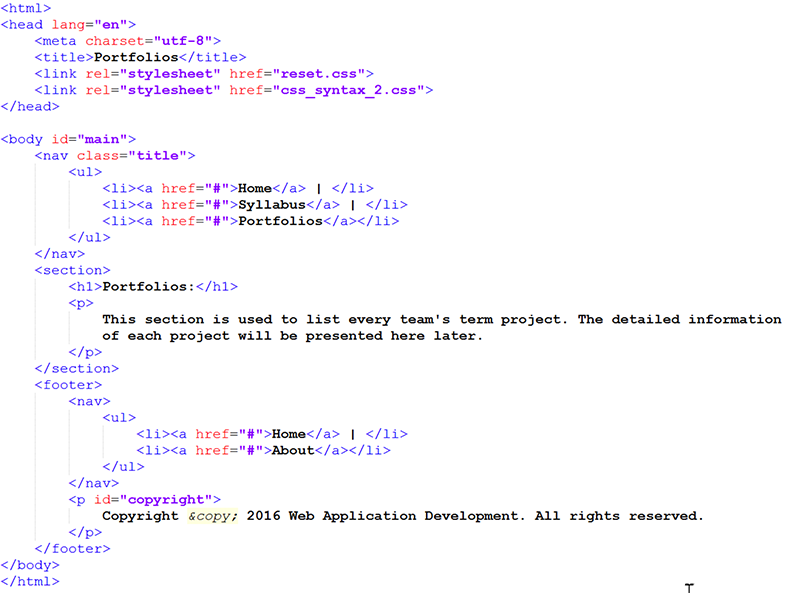 <html>
<head lang="en">
    <meta charset="utf-8">
    <title>Portfolios</title>
    <link rel="stylesheet" href="reset.css">
    <link rel="stylesheet" href="css_syntax_2.css">
</head>

<body id="main">
    <nav class="title">
        <ul>
            <li><a href="#">Home</a> | </li>
            <li><a href="#">Syllabus</a> | </li>
            <li><a href="#">Portfolios</a></li>
        </ul>
    </nav>
    <section>
        <h1>Portfolios:</h1>
        <p>
            This section is used to list every team's term project. The detailed information
            of each project will be presented here later.
        </p>
    </section>
    <footer>
        <nav>
            <ul>
                <li><a href="#">Home</a> | </li>
                <li><a href="#">About</a></li>
            </ul>
        </nav>
        <p id="copyright">
            Copyright &copy; 2016 Web Application Development. All rights reserved.
        </p>
    </footer>
</body>
</html>